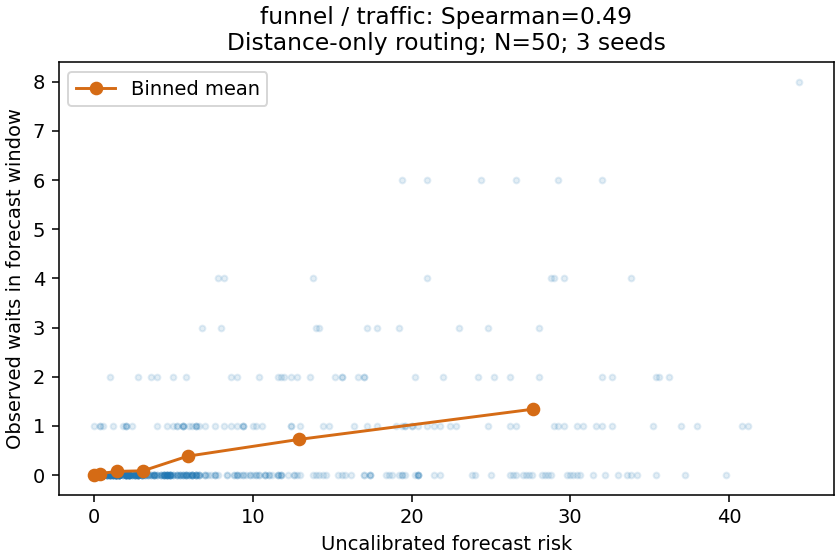 funnel / traffic: Spearman=0.49
Distance-only routing; N=50; 3 seeds
Binned mean
Observed waits in forecast window
8
7
6
5
4
3
2
1
0
0 10 20 30 40
Uncalibrated forecast risk